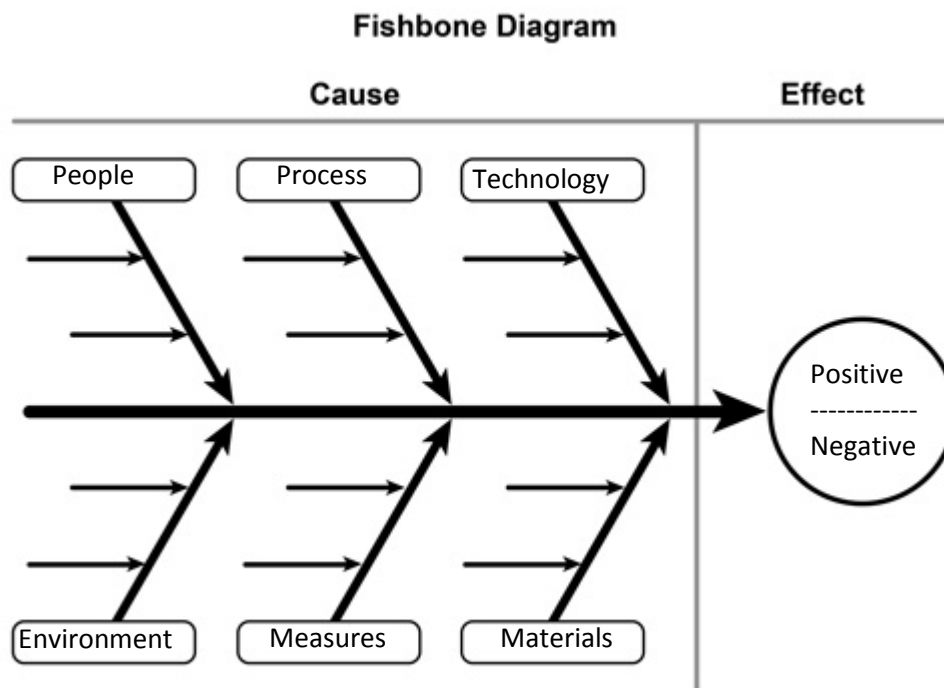 Fishbone Diagram
Cause
Effect
People
Process
Technology
Positive
------------
Negative
Environment
Measures
Materials